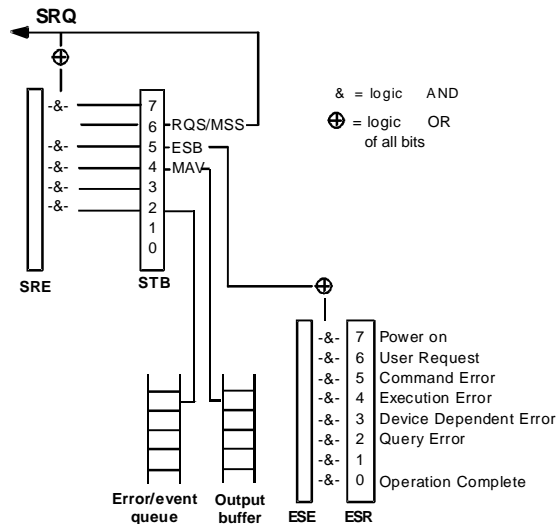 SRQ
& = logic AND
⊕ = logic OR
of all bits
-&- 7
6 RQS/MSS
-&- 5 ESB
-&- 4 MAV
-&- 3
-&- 2
1
0
SRE STB
-&- 7 Power on
-&- 6 User Request
-&- 5 Command Error
-&- 4 Execution Error
-&- 3 Device Dependent Error
-&- 2 Query Error
-&- 1
-&- 0 Operation Complete
Error/event
queue
Output
buffer
ESE ESR